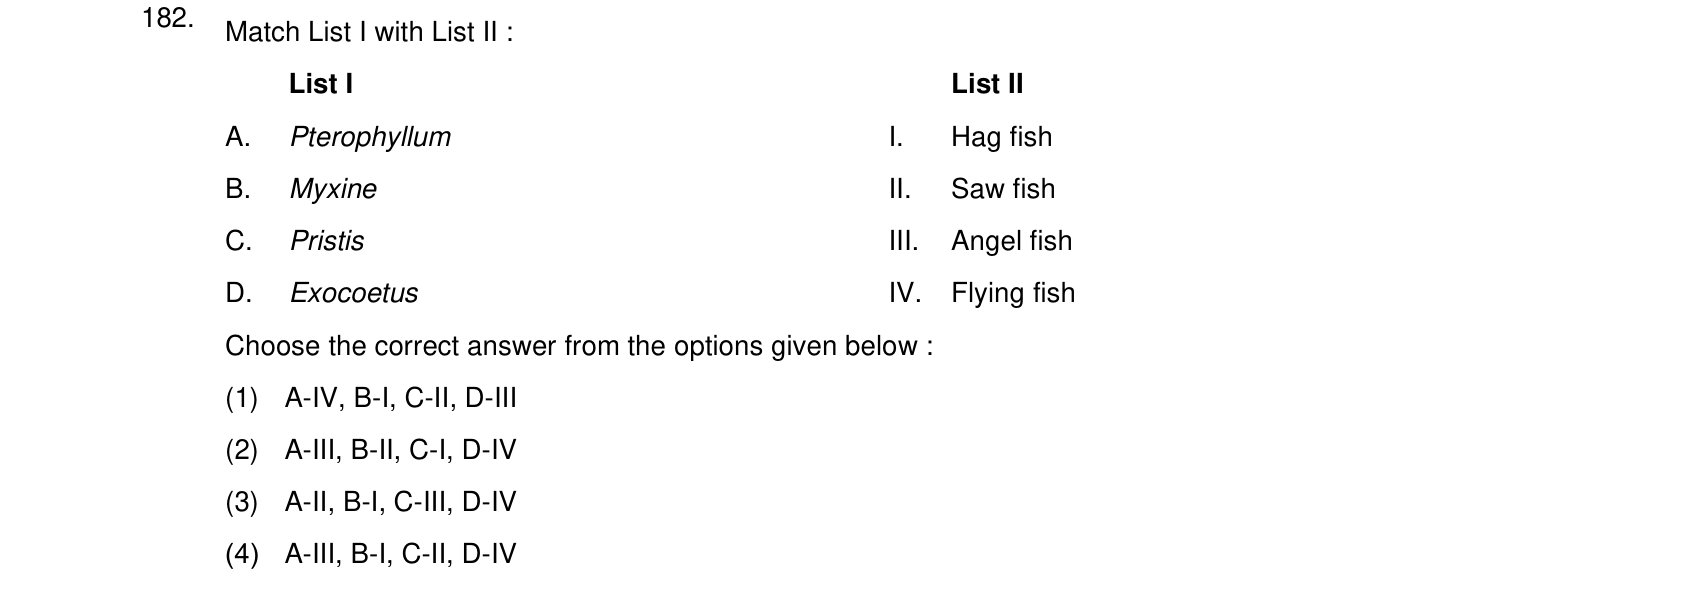 182. Match List I with List II :
List I List II
A. Pterophyllum I. Hag fish
B. Myxine II. Saw fish
C. Pristis III. Angel fish
D. Exocoetus IV. Flying fish
Choose the correct answer from the options given below :
(1) A-IV, B-I, C-II, D-III
(2) A-III, B-II, C-I, D-IV
(3) A-II, B-I, C-III, D-IV
(4) A-III, B-I, C-II, D-IV